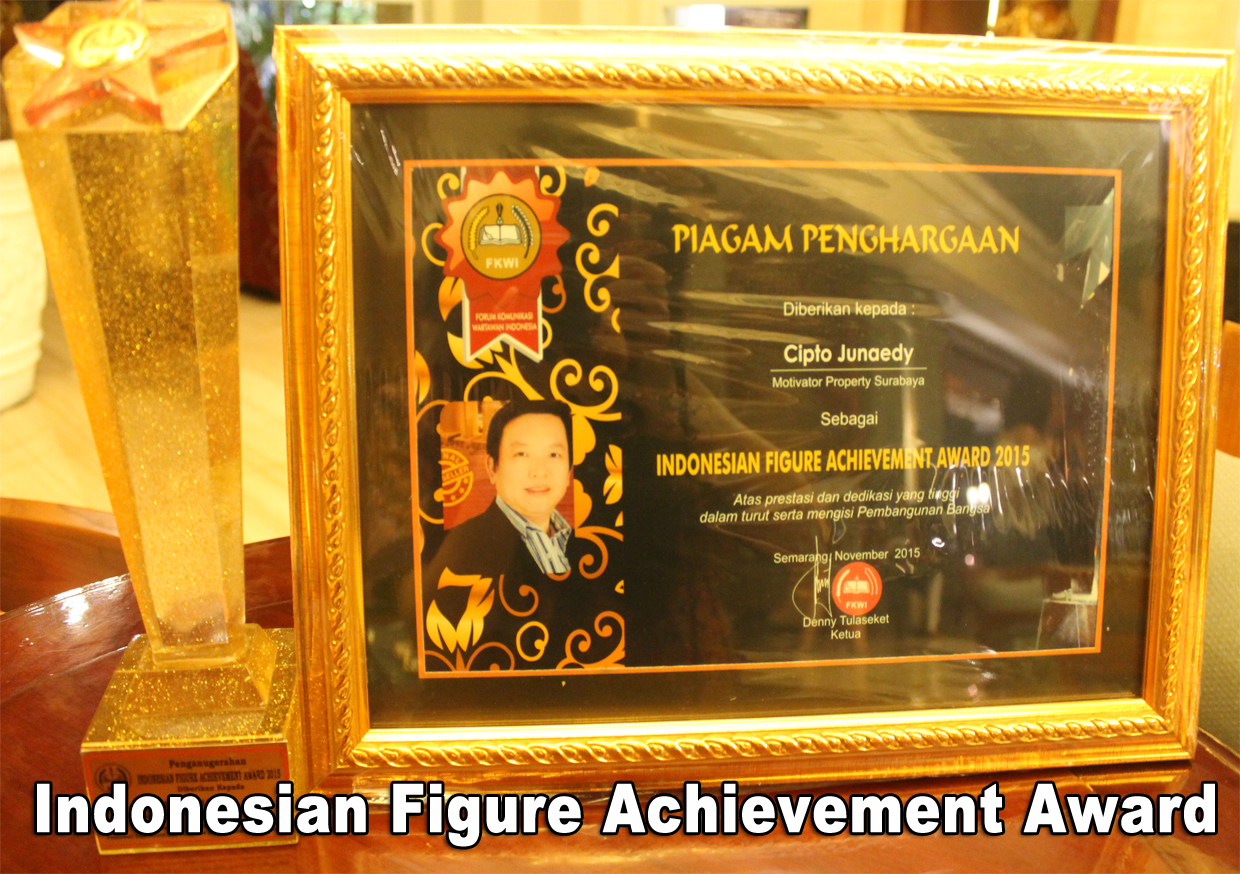 FKWI
FORUM KOMUNIKASI
WARTAWAN INDONESIA
PIAGAM PENGHARGAAN
Diberikan kepada :
Cipto Junaedy
Motivator Property Surabaya
Sebagai
INDONESIAN FIGURE ACHIEVEMENT AWARD 2015
Atas prestasi dan dedikasi yang tinggi
dalam turut serta mengisi Pembangunan Bangsa
Semarang, November 2015
FKWI
Denny Tulaseket
Ketua
Penganugerahan
INDONESIAN FIGURE ACHIEVEMENT AWARD 2015
Diberikan Kepada
Indonesian Figure Achievement Award